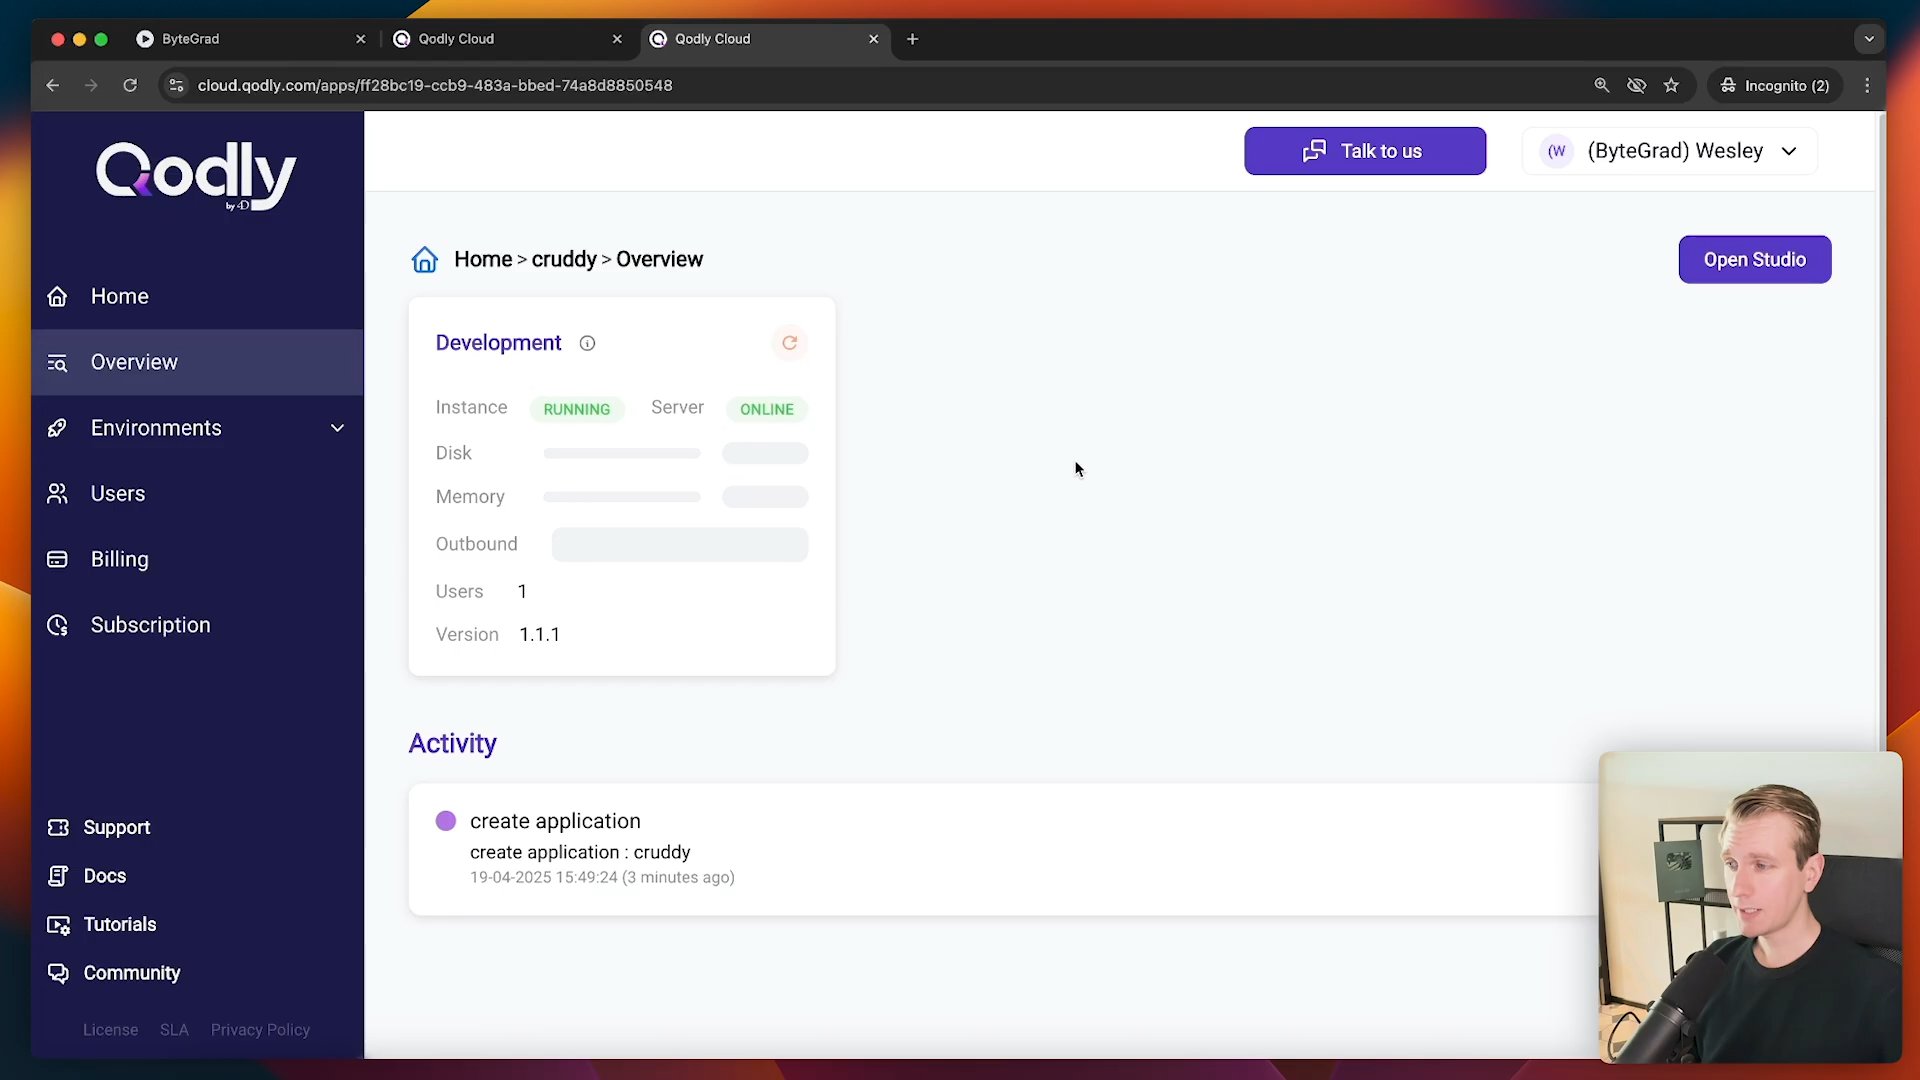 ByteGrad
Qodly Cloud
Qodly Cloud
cloud.qodly.com/apps/ff28bc19-ccb9-483a-bbed-74a8d8850548
Incognito (2)
Qodly
by 4D
Talk to us
(W
(ByteGrad) Wesley
Home > cruddy > Overview
Open Studio
Home
Overview
Environments
Users
Billing
Subscription
Support
Docs
Tutorials
Community
License SLA Privacy Policy
Development
Instance RUNNING Server ONLINE
Disk
Memory
Outbound
Users 1
Version 1.1.1
Activity
create application
create application : cruddy
19-04-2025 15:49:24 (3 minutes ago)